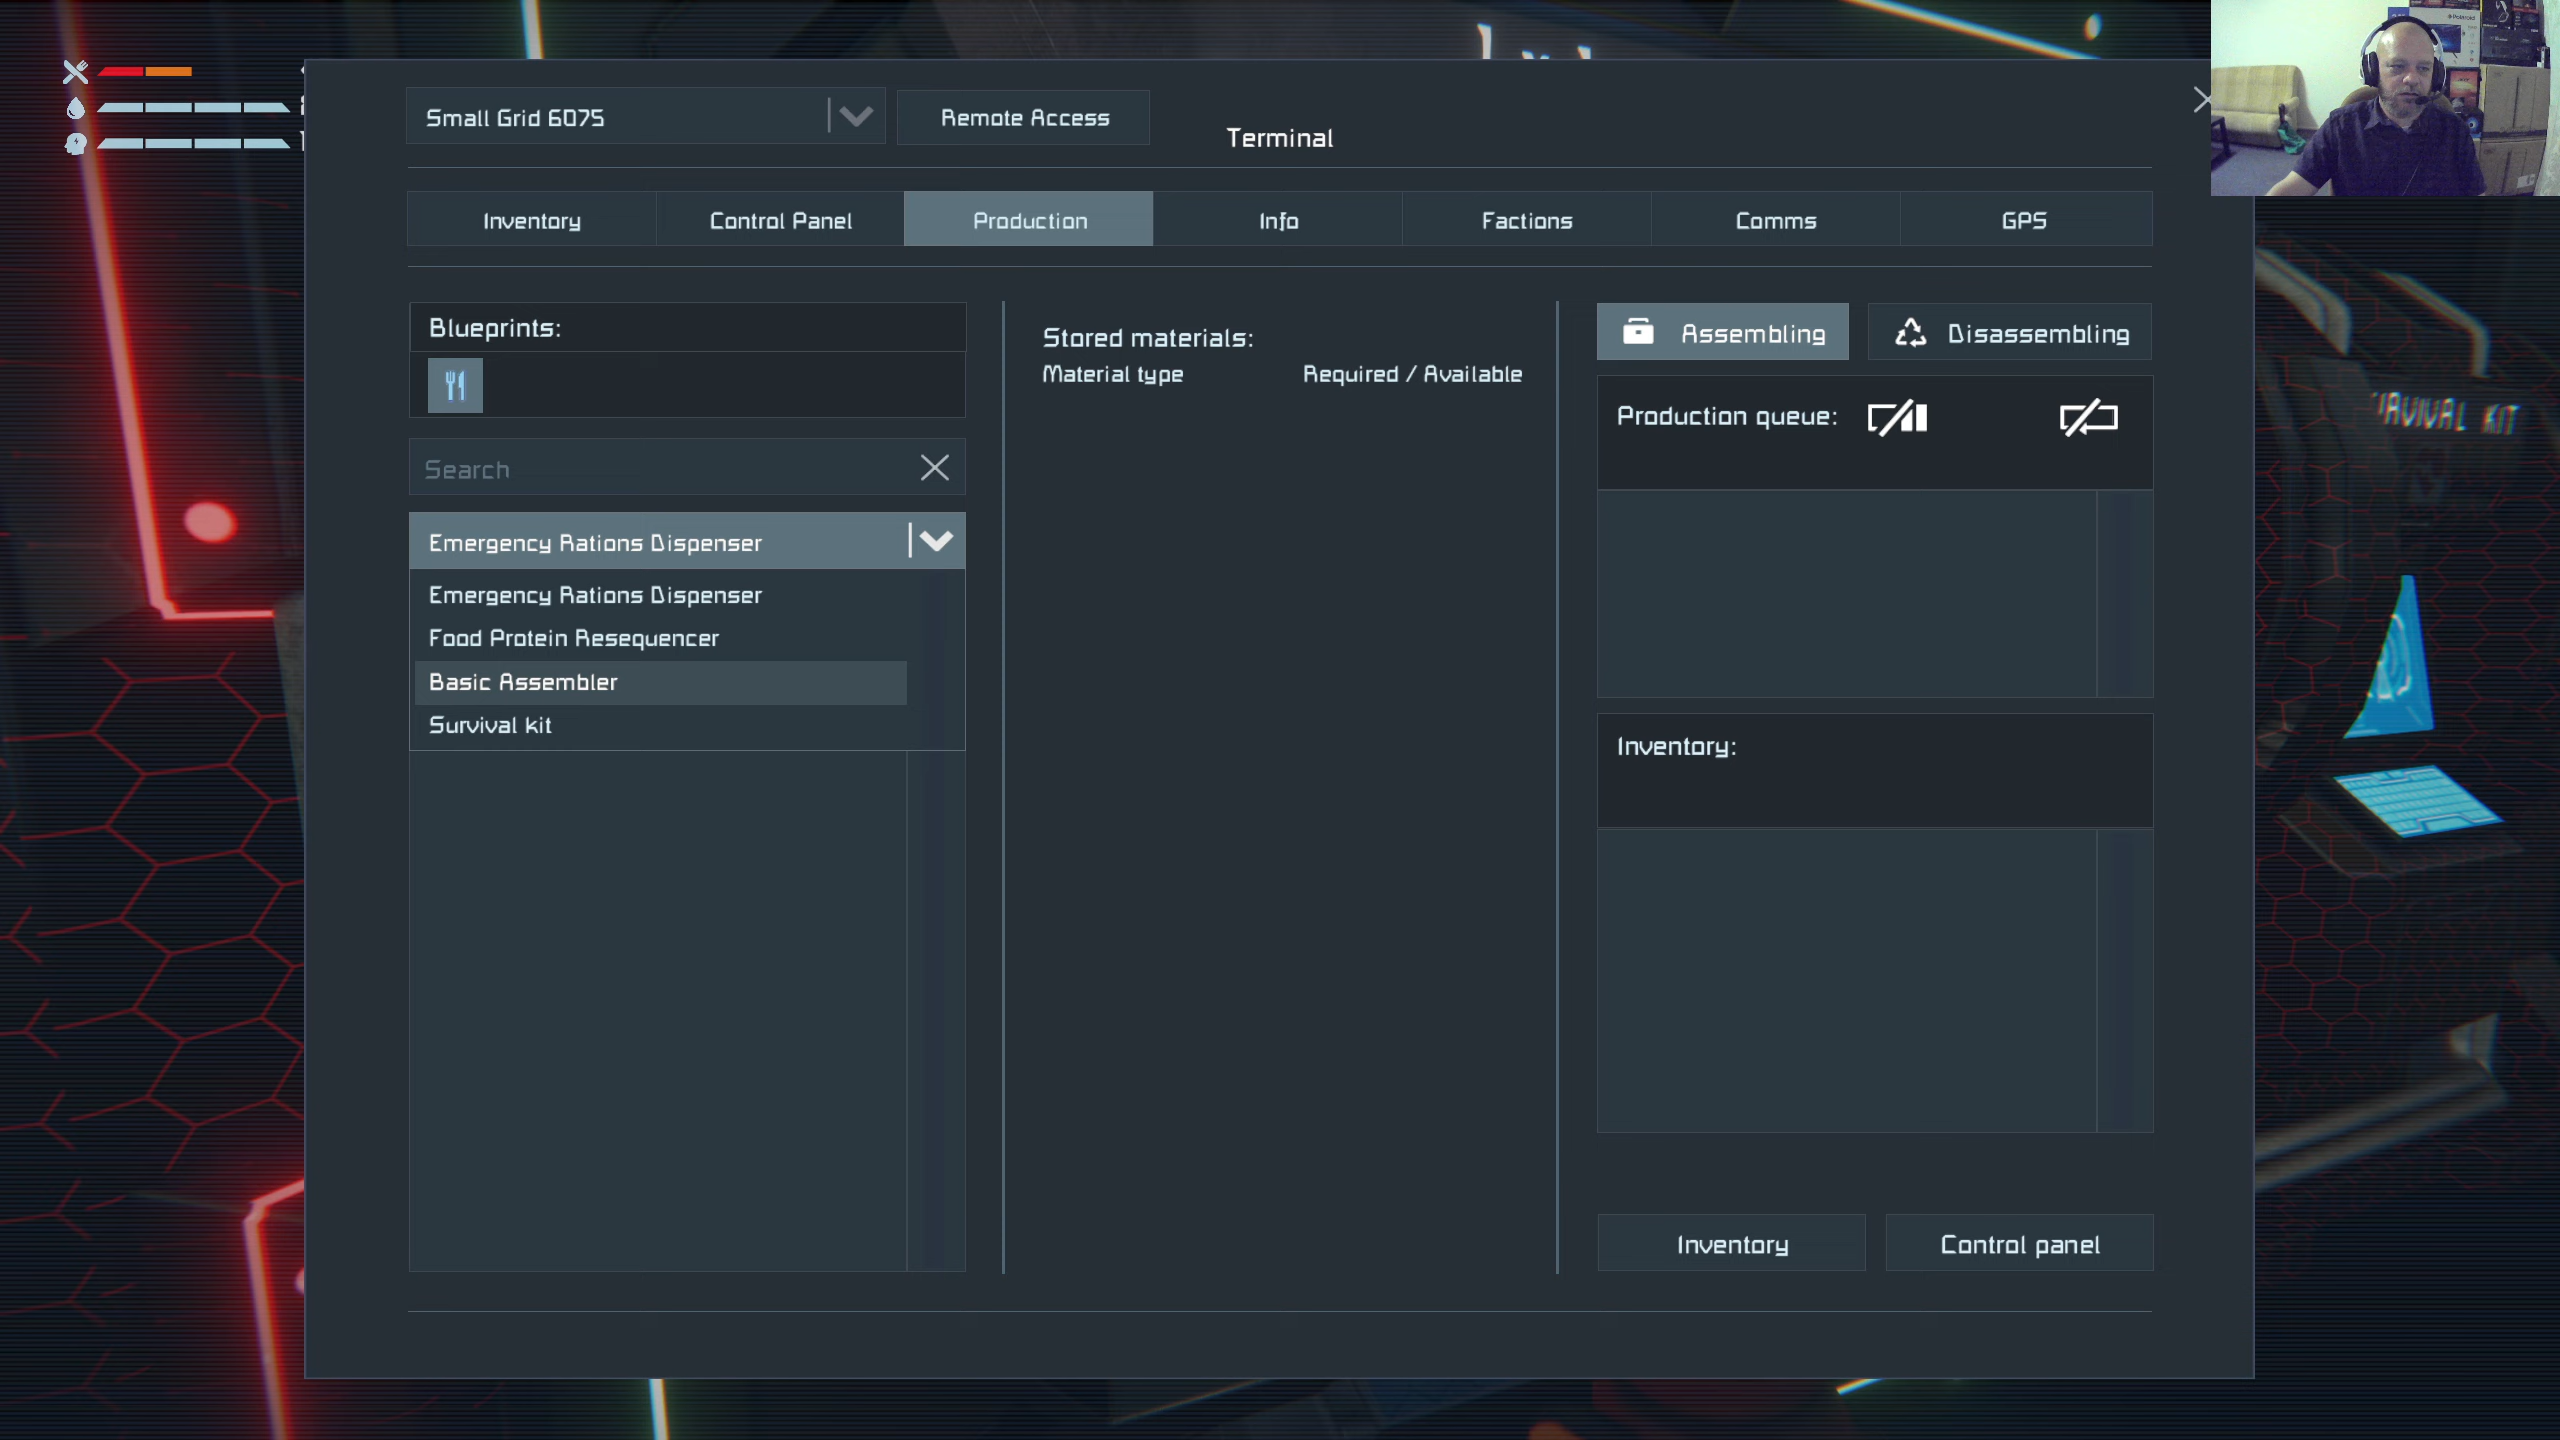 Small Grid 6075
Remote Access
Terminal
Inventory
Control Panel
Production
Info
Factions
Comms
GPS
Blueprints:
Search
Emergency Rations Dispenser
Emergency Rations Dispenser
Food Protein Resequencer
Basic Assembler
Survival kit
Stored materials:
Material type
Required / Available
Assembling
Disassembling
Production queue:
Inventory:
Inventory
Control panel
KIT
Polaroid